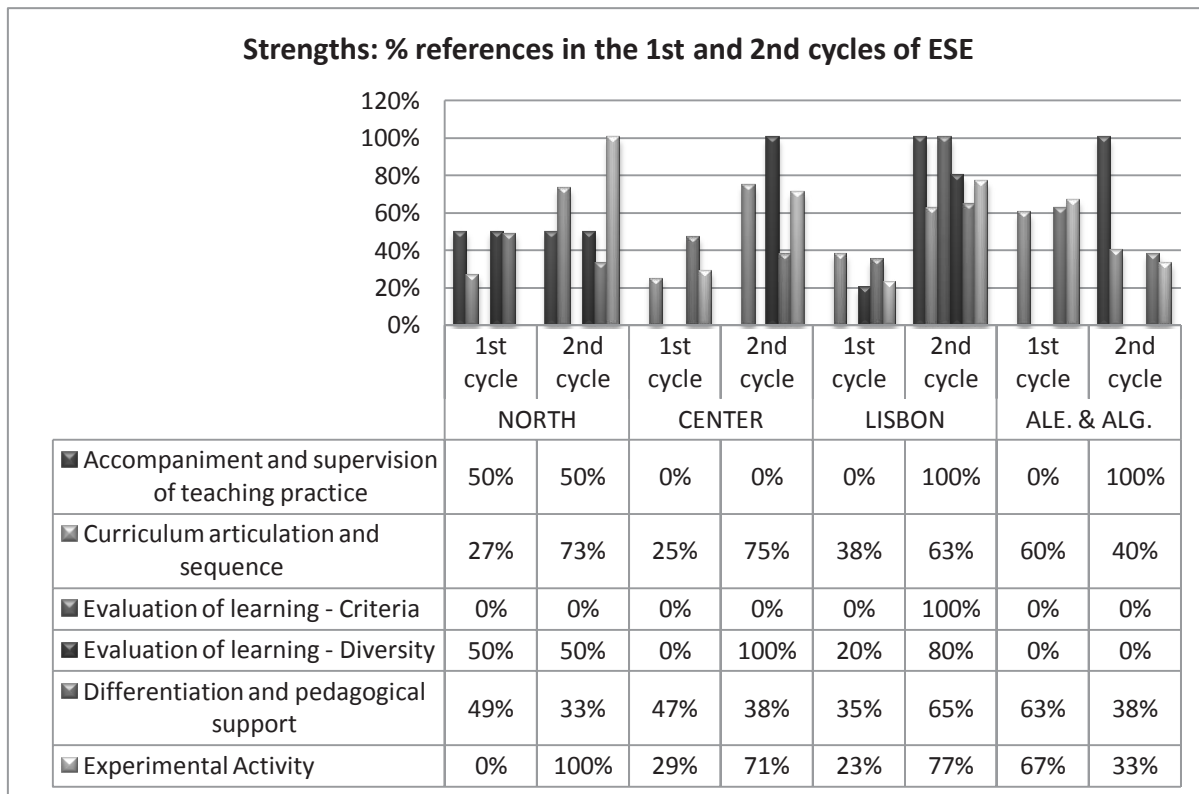 Strengths: % references in the 1st and 2nd cycles of ESE
120%
100%
80%
60%
40%
20%
0%
1st cycle 2nd cycle 1st cycle 2nd cycle 1st cycle 2nd cycle 1st cycle 2nd cycle
NORTH CENTER LISBON ALE. & ALG.
Accompaniment and supervision
of teaching practice 50% 50% 0% 0% 0% 100% 0% 100%
Curriculum articulation and
sequence 27% 73% 25% 75% 38% 63% 60% 40%
Evaluation of learning - Criteria 0% 0% 0% 0% 0% 100% 0% 0%
Evaluation of learning - Diversity 50% 50% 0% 100% 20% 80% 0% 0%
Differentiation and pedagogical
support 49% 33% 47% 38% 35% 65% 63% 38%
Experimental Activity 0% 100% 29% 71% 23% 77% 67% 33%